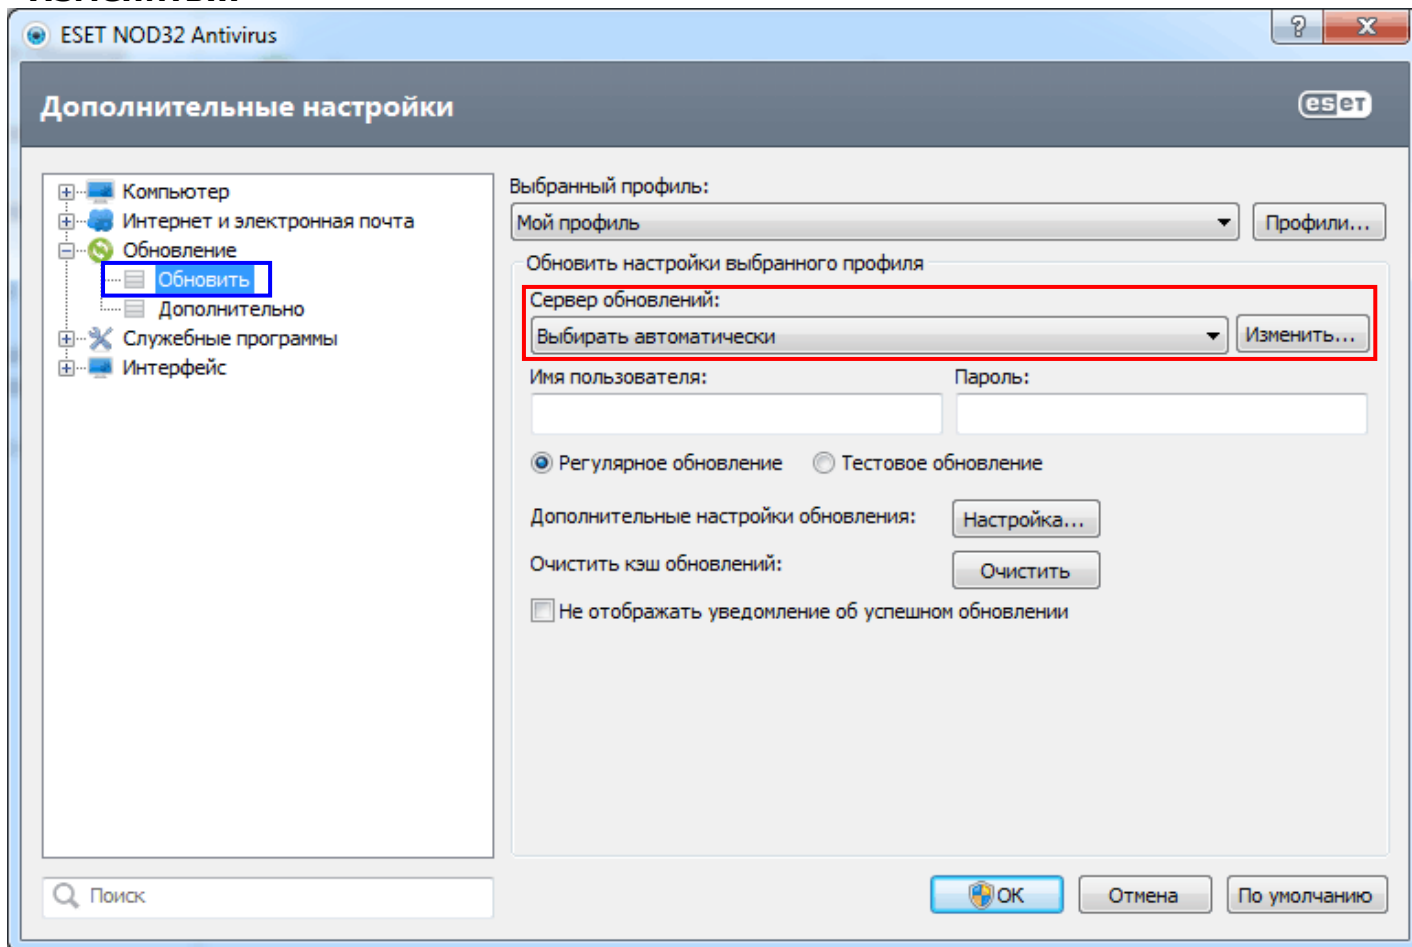 ESET NOD32 Antivirus
Дополнительные настройки
eseT
Компьютер
Интернет и электронная почта
Обновление
Обновить
Дополнительно
Служебные программы
Интерфейс
Выбранный профиль:
Мой профиль
Профили...
Обновить настройки выбранного профиля
Сервер обновлений:
Выбирать автоматически
Изменить...
Имя пользователя:
Пароль:
Регулярное обновление
Тестовое обновление
Дополнительные настройки обновления:
Настройка...
Очистить кэш обновлений:
Очистить
Не отображать уведомление об успешном обновлении
Поиск
OK
Отмена
По умолчанию